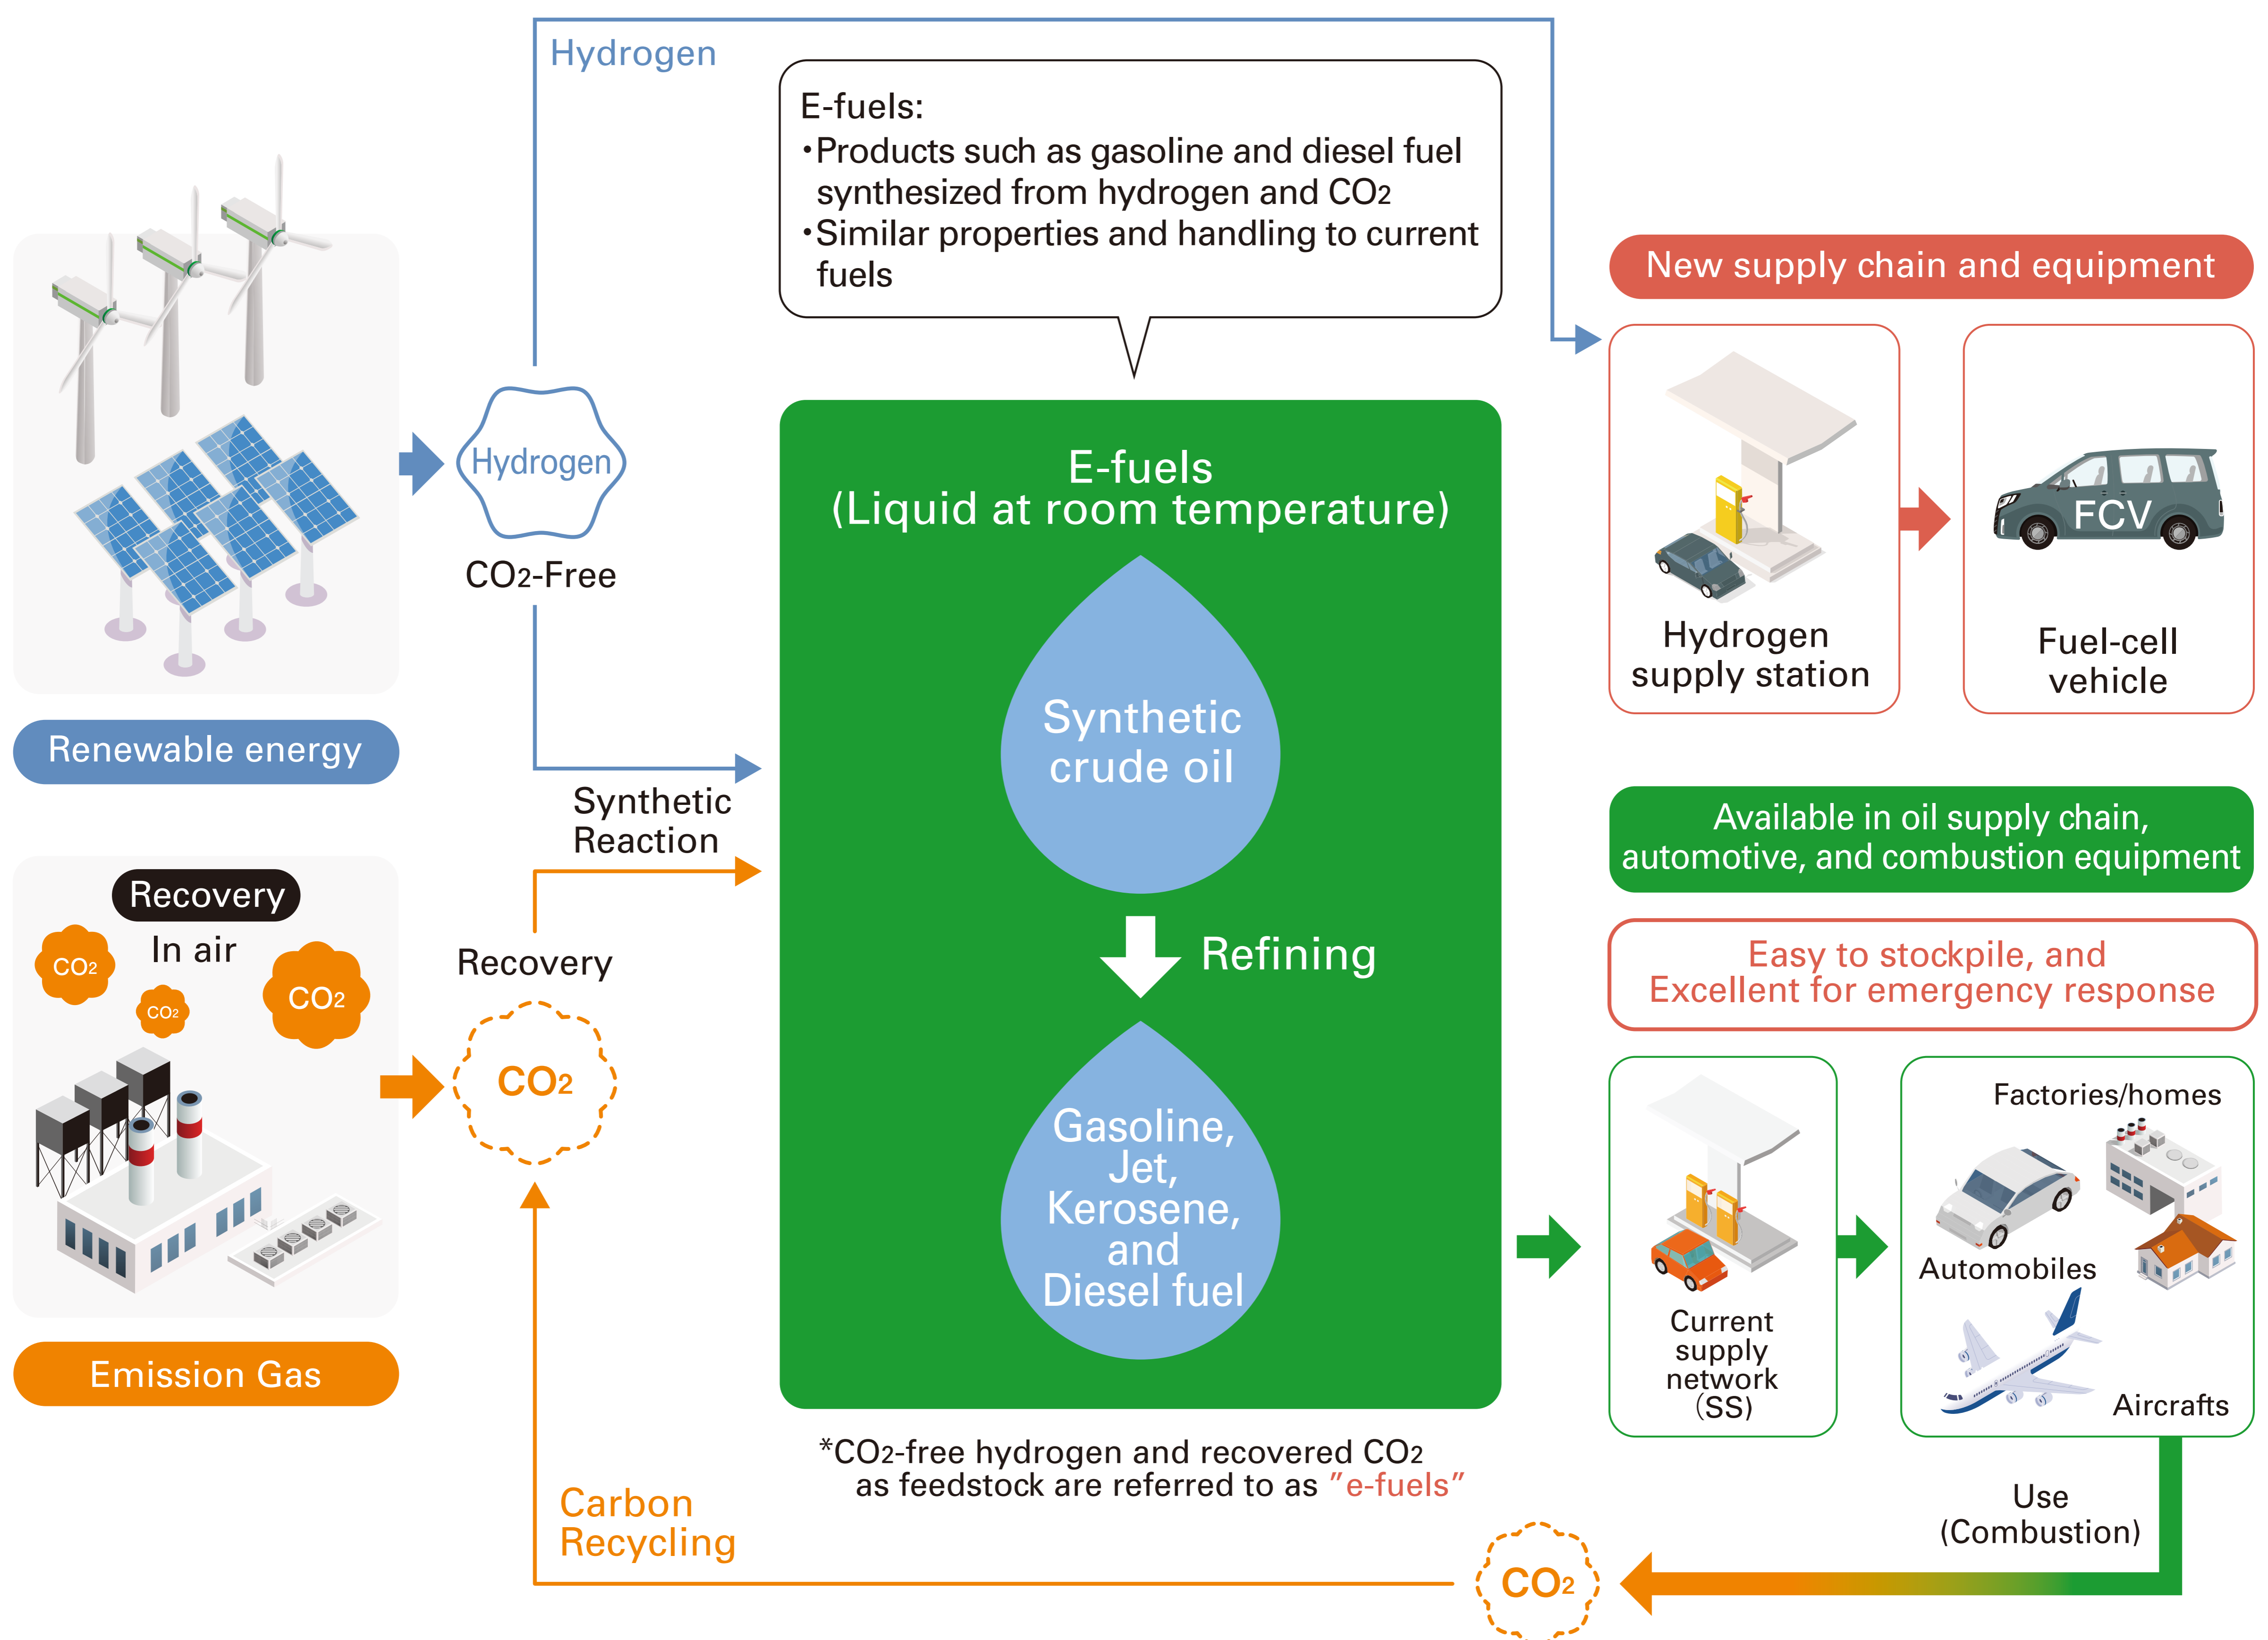 Hydrogen
E-fuels:
・Products such as gasoline and diesel fuel
synthesized from hydrogen and CO2
・Similar properties and handling to current
fuels
Hydrogen
CO2-Free
Renewable energy
Recovery
In air
CO2
CO2
CO2
Emission Gas
Synthetic
Reaction
Recovery
CO2
Carbon
Recycling
E-fuels
(Liquid at room temperature)
Synthetic
crude oil
Refining
Gasoline,
Jet,
Kerosene,
and
Diesel fuel
*CO2-free hydrogen and recovered CO2
as feedstock are referred to as "e-fuels"
New supply chain and equipment
Hydrogen
supply station
FCV
Fuel-cell
vehicle
Available in oil supply chain,
automotive, and combustion equipment
Easy to stockpile, and
Excellent for emergency response
Current
supply
network
(SS)
Factories/homes
Automobiles
Aircrafts
Use
(Combustion)
CO2